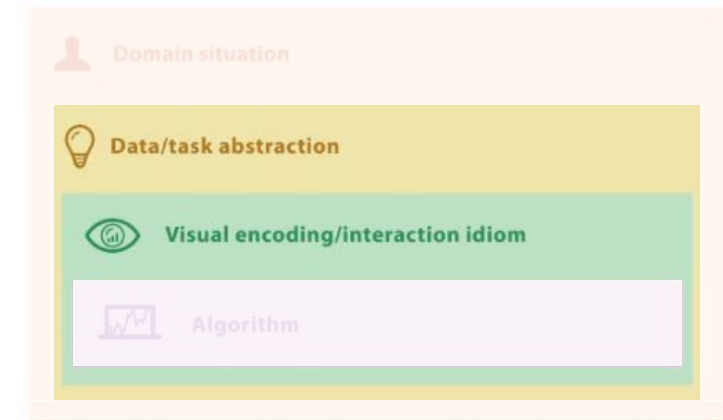 Domain situation
Data/task abstraction
Visual encoding/interaction idiom
Algorithm